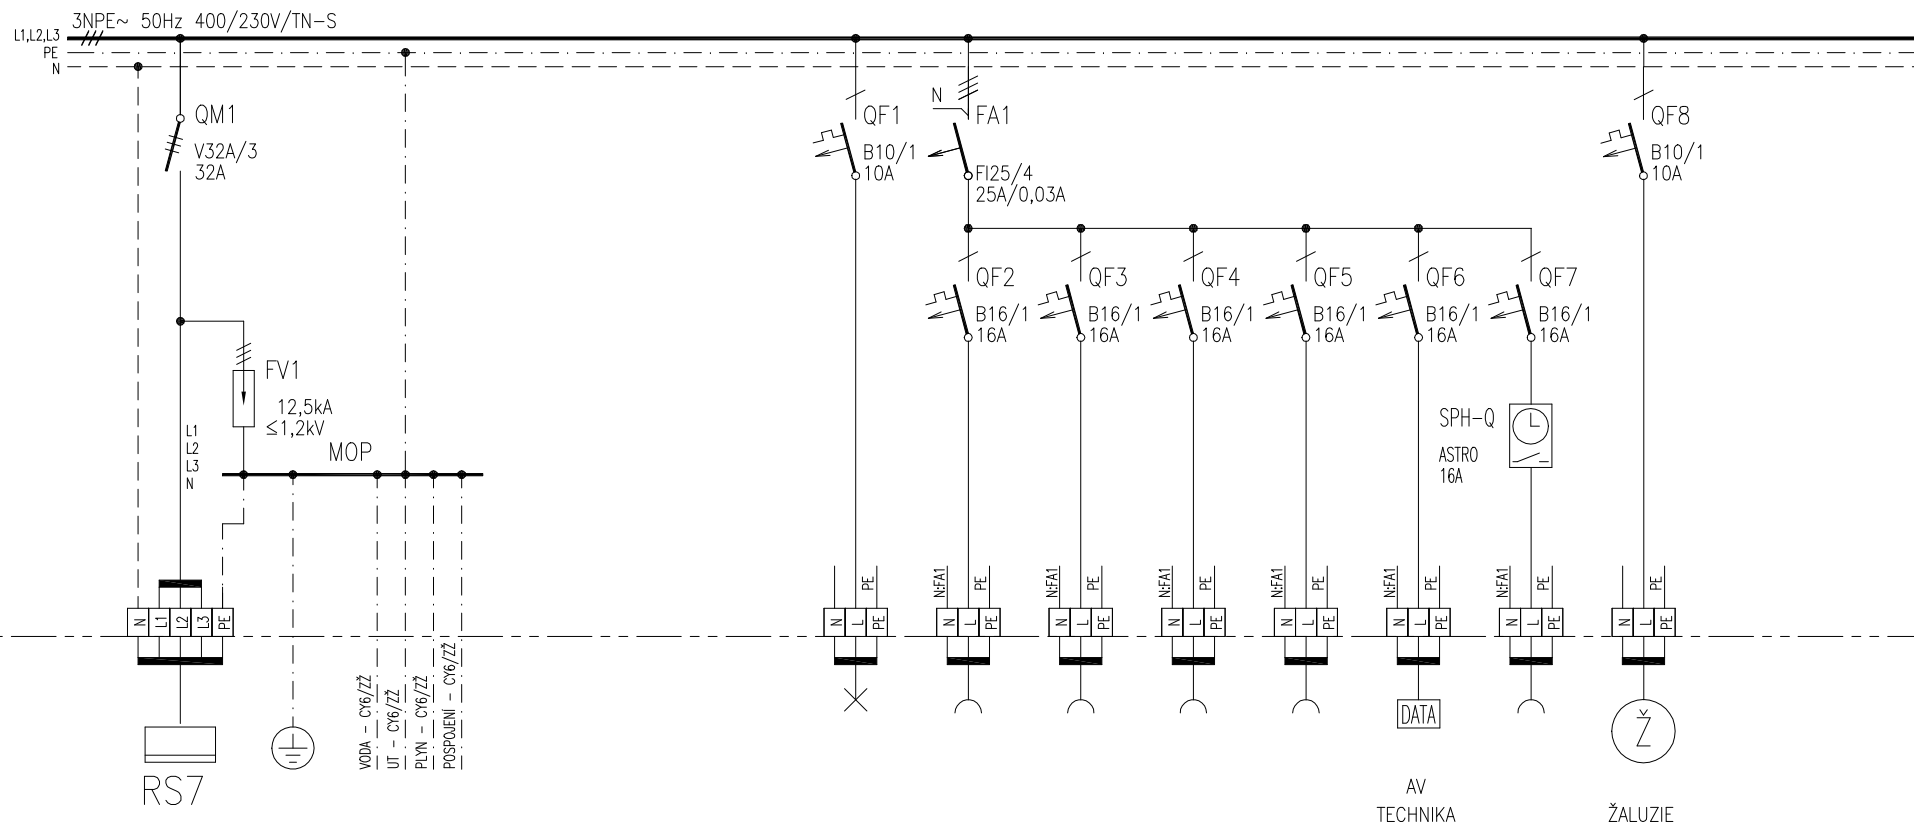 3NPE~ 50Hz 400/230V/TN-S
L1,L2,L3
PE
N
QM1
V32A/3
32A
FV1
12,5kA
≤1,2kV
L1
L2
L3
N
MOP
QF1
B10/1
10A
N
FA1
FI25/4
25A/0,03A
QF2
B16/1
16A
QF3
B16/1
16A
QF4
B16/1
16A
QF5
B16/1
16A
QF6
B16/1
16A
QF7
B16/1
16A
SPH-Q
ASTRO
16A
QF8
B10/1
10A
N L1 L2 L3 PE
PE
N L PE
N:FA1 PE
N L PE
N:FA1 PE
N L PE
N:FA1 PE
N L PE
N:FA1 PE
N L PE
N:FA1 PE
N L PE
N:FA1 PE
N L PE
PE
N L PE
RS7
VODA - CY6/ZŽ
UT - CY6/ZŽ
PLYN - CY6/ZŽ
POSPOJENÍ - CY6/ZŽ
DATA
AV
TECHNIKA
Ž
ŽALUZIE